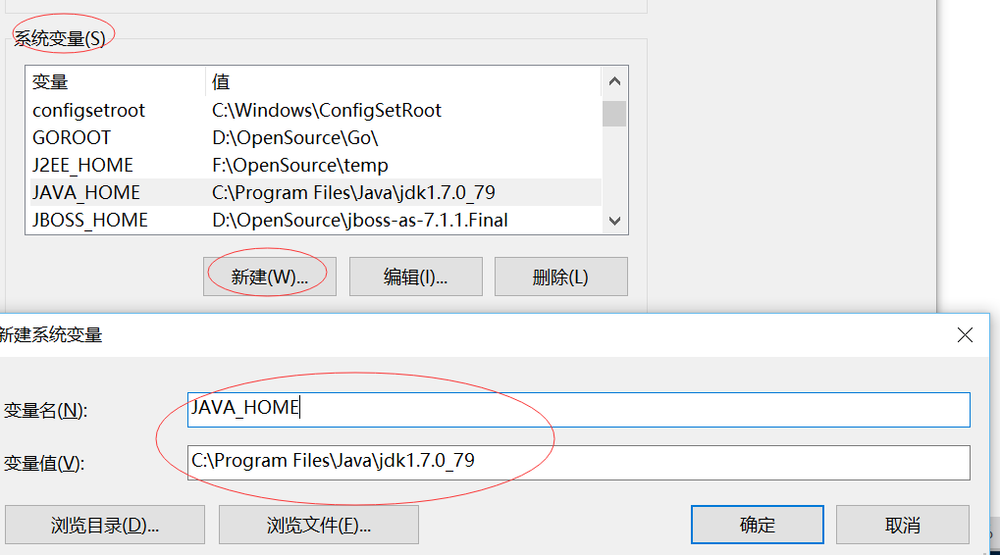 系统变量(S)
变量 值
configsetroot C:\Windows\ConfigSetRoot
GOROOT D:\OpenSource\Go\
J2EE_HOME F:\OpenSource\temp
JAVA_HOME C:\Program Files\Java\jdk1.7.0_79
JBOSS_HOME D:\OpenSource\jboss-as-7.1.1.Final
新建(W)... 编辑(I)... 删除(L)
新建系统变量
变量名(N): JAVA_HOME
变量值(V): C:\Program Files\Java\jdk1.7.0_79
浏览目录(D)... 浏览文件(F)... 确定 取消